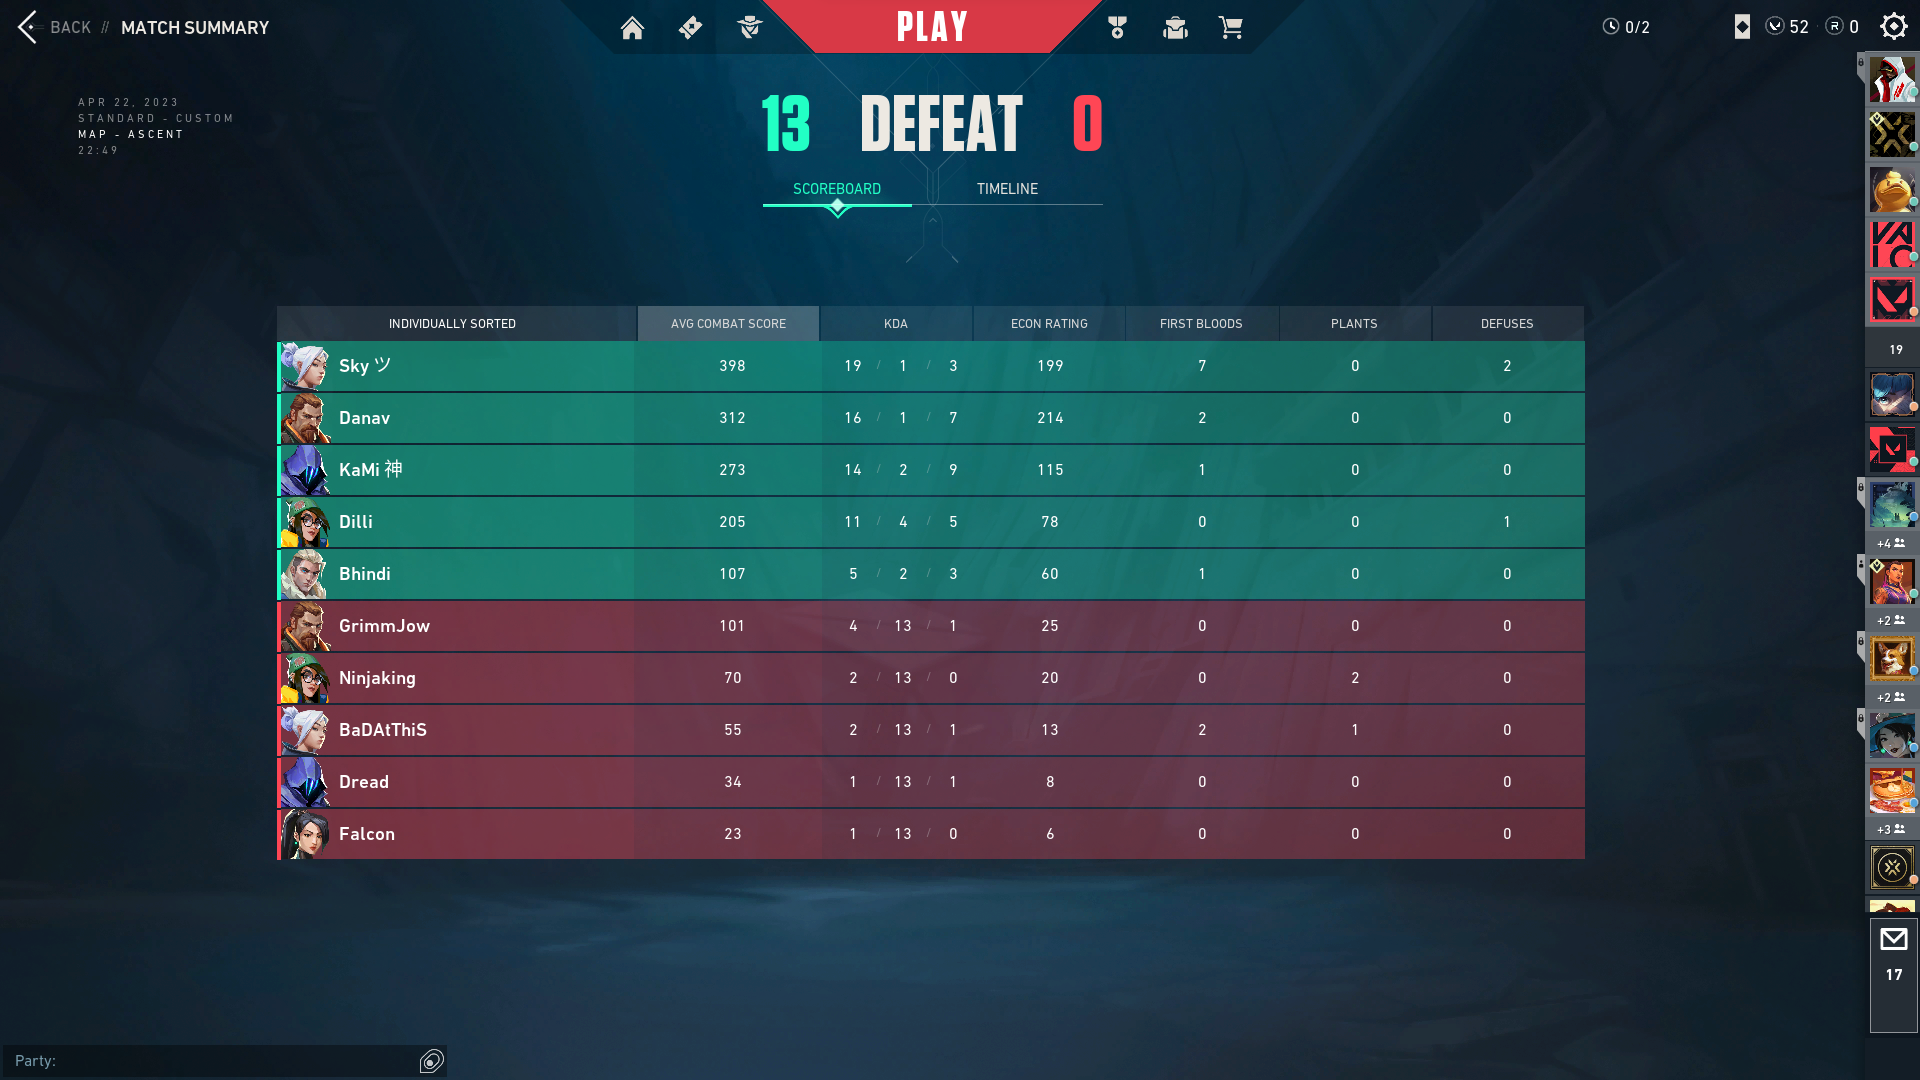 BACK // MATCH SUMMARY
PLAY
0/2
52
R 0
APR 22, 2023
STANDARD - CUSTOM
MAP - ASCENT
22:49
13 DEFEAT 0
SCOREBOARD TIMELINE
INDIVIDUALLY SORTED AVG COMBAT SCORE KDA ECON RATING FIRST BLOODS PLANTS DEFUSES
Sky ツ 398 19 / 1 / 3 199 7 0 2
Danav 312 16 / 1 / 7 214 2 0 0
KaMi 神 273 14 / 2 / 9 115 1 0 0
Dilli 205 11 / 4 / 5 78 0 0 1
Bhindi 107 5 / 2 / 3 60 1 0 0
GrimmJow 101 4 / 13 / 1 25 0 0 0
Ninjaking 70 2 / 13 / 0 20 0 2 0
BaDAtThiS 55 2 / 13 / 1 13 2 1 0
Dread 34 1 / 13 / 1 8 0 0 0
Falcon 23 1 / 13 / 0 6 0 0 0
19
+4
+2
+2
+3
17
Party: